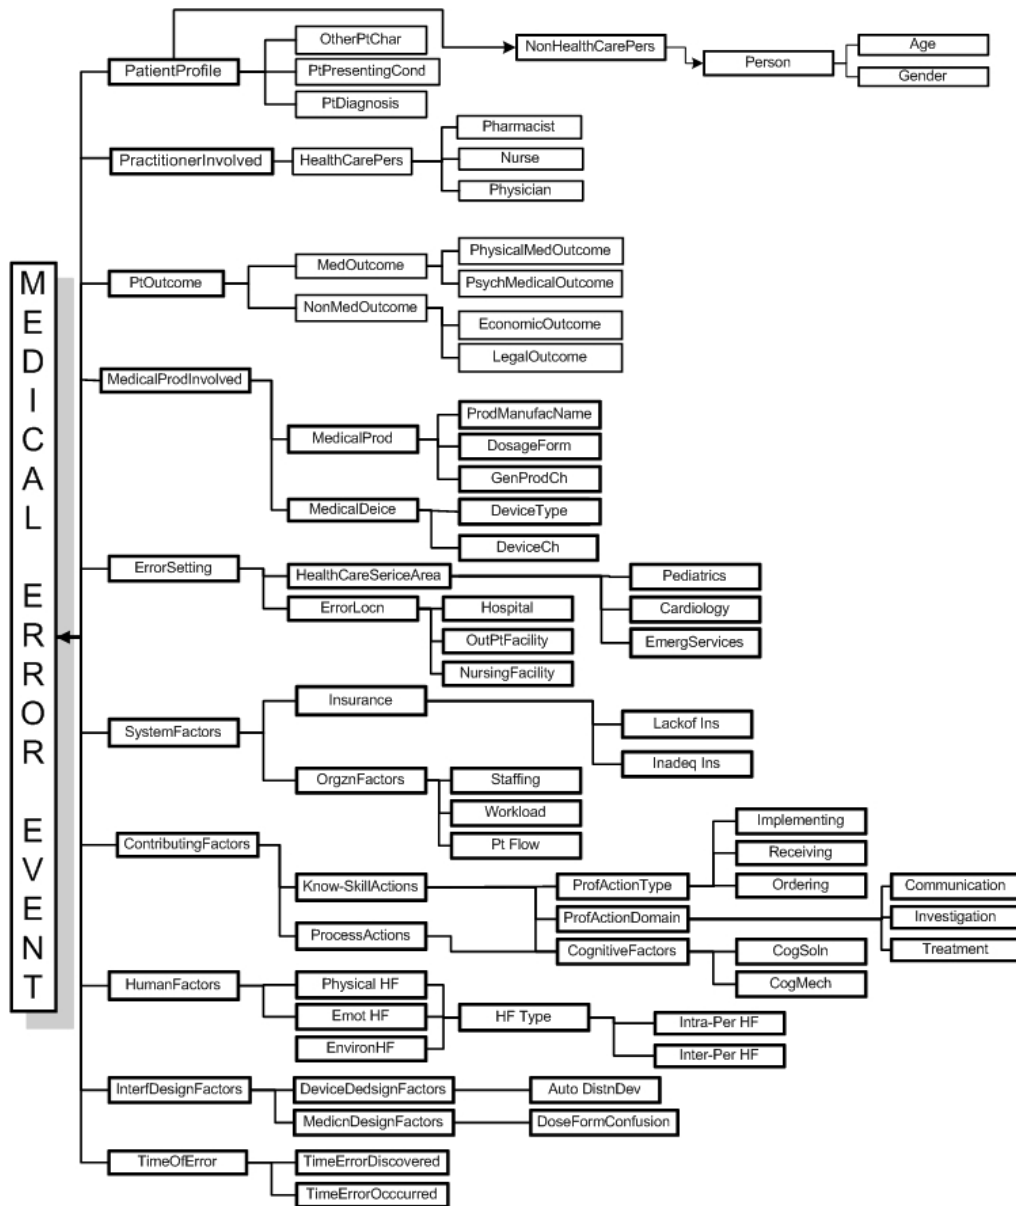 MEDICAL ERROR EVENT
PatientProfile
OtherPtChar
PtPresentingCond
PtDiagnosis
NonHealthCarePers
Person
Age
Gender
PractitionerInvolved
HealthCarePers
Pharmacist
Nurse
Physician
PtOutcome
MedOutcome
PhysicalMedOutcome
PsychMedicalOutcome
NonMedOutcome
EconomicOutcome
LegalOutcome
MedicalProdInvolved
MedicalProd
ProdManufacName
DosageForm
GenProdCh
MedicalDeice
DeviceType
DeviceCh
ErrorSetting
HealthCareSericeArea
Pediatrics
Cardiology
EmergServices
ErrorLocn
Hospital
OutPtFacility
NursingFacility
SystemFactors
Insurance
Lackof Ins
Inadeq Ins
OrgznFactors
Staffing
Workload
Pt Flow
ContributingFactors
Know-SkillActions
ProcessActions
ProfActionType
Implementing
Receiving
Ordering
ProfActionDomain
Communication
Investigation
Treatment
CognitiveFactors
CogSoln
CogMech
HumanFactors
Physical HF
Emot HF
EnvironHF
HF Type
Intra-Per HF
Inter-Per HF
InterfDesignFactors
DeviceDedsignFactors
Auto DistnDev
MedicnDesignFactors
DoseFormConfusion
TimeOfError
TimeErrorDiscovered
TimeErrorOcccurred